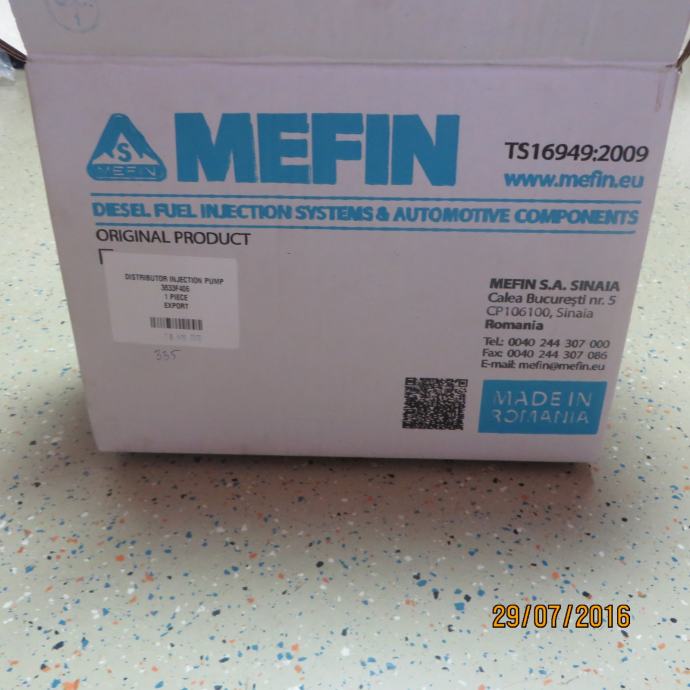 S
MEFIN
MEFIN
TS16949:2009
www.mefin.eu
DIESEL FUEL INJECTION SYSTEMS & AUTOMOTIVE COMPONENTS
ORIGINAL PRODUCT
DISTRIBUTOR INJECTION PUMP
3633F406
1 PIECE
EXPORT
335
MEFIN S.A. SINAIA
Calea Bucureşti nr. 5
CP106100, Sinaia
Romania
Tel.: 0040 244 307 000
Fax: 0040 244 307 086
E-mail: mefin@mefin.eu
MADE IN
ROMANIA
29/07/2016